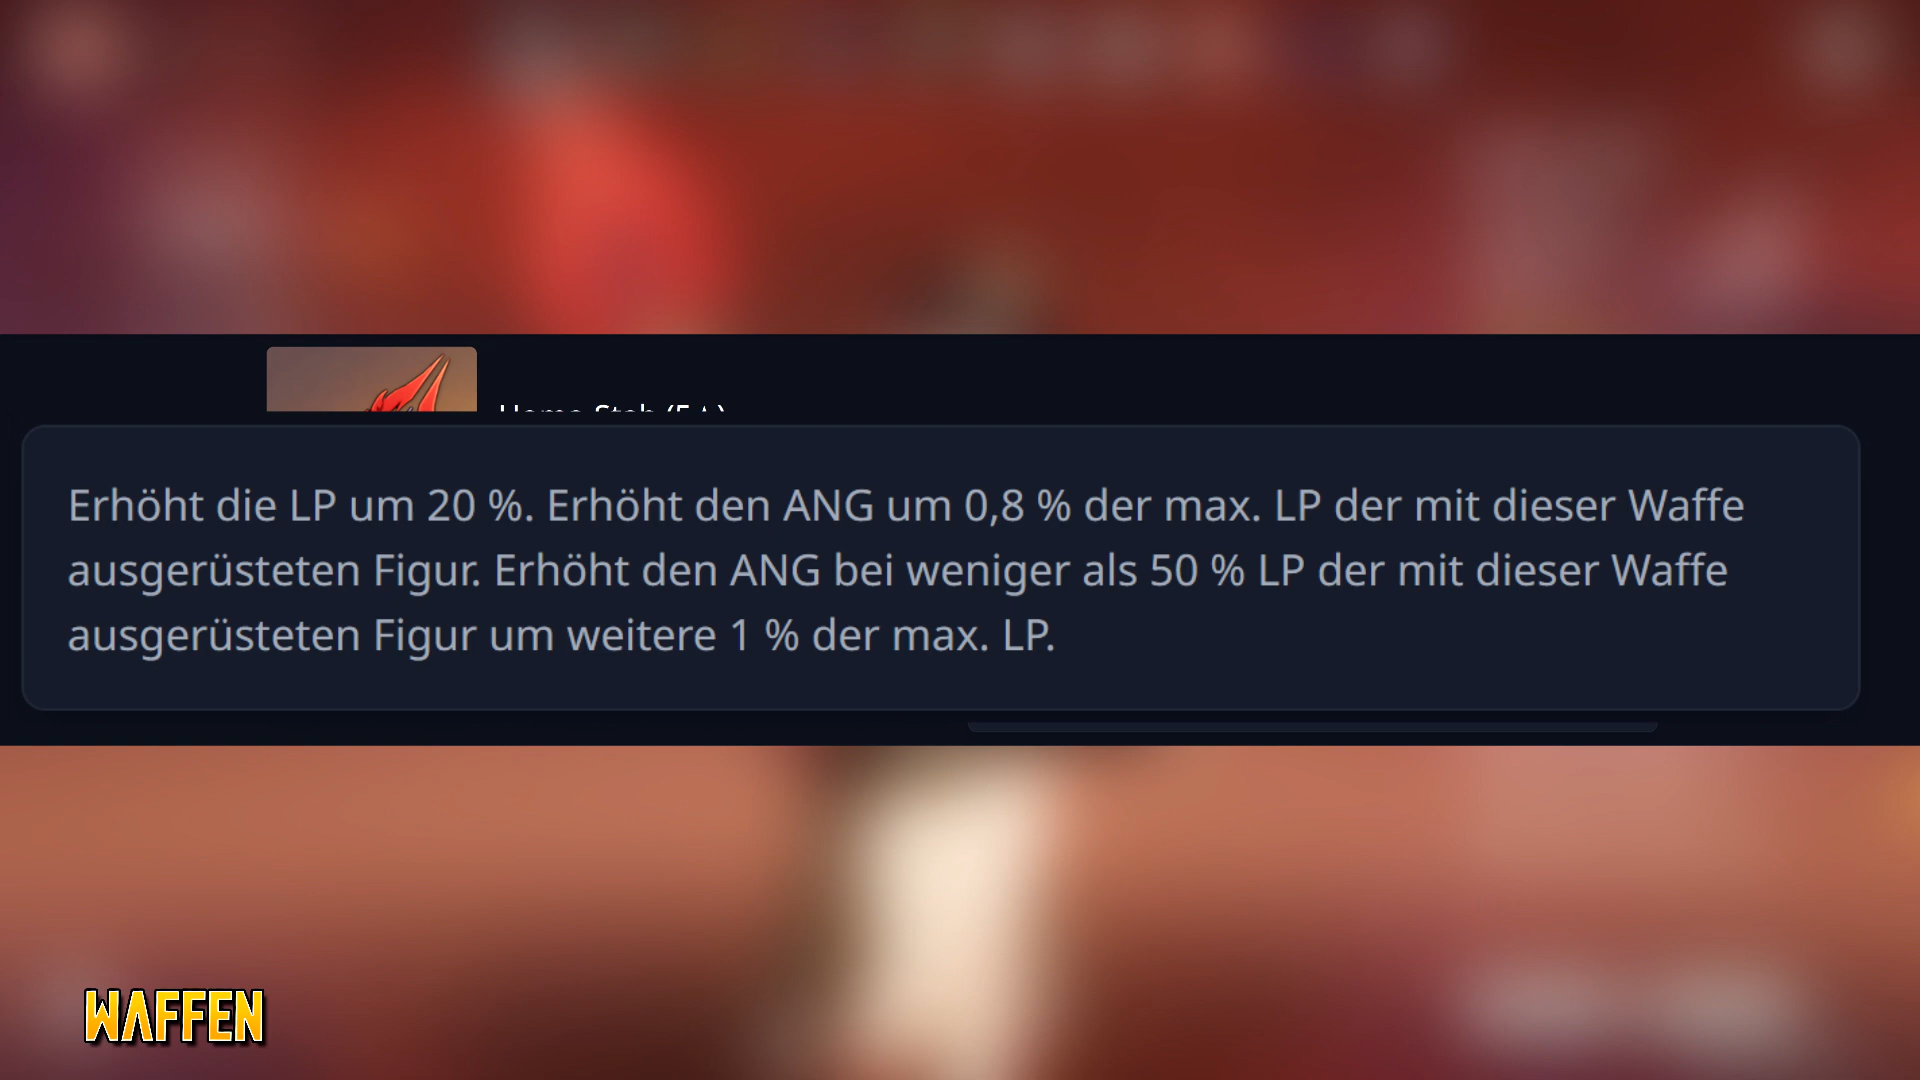 Erhöht die LP um 20 %. Erhöht den ANG um 0,8 % der max. LP der mit dieser Waffe
ausgerüsteten Figur. Erhöht den ANG bei weniger als 50 % LP der mit dieser Waffe
ausgerüsteten Figur um weitere 1 % der max. LP.
WAFFEN